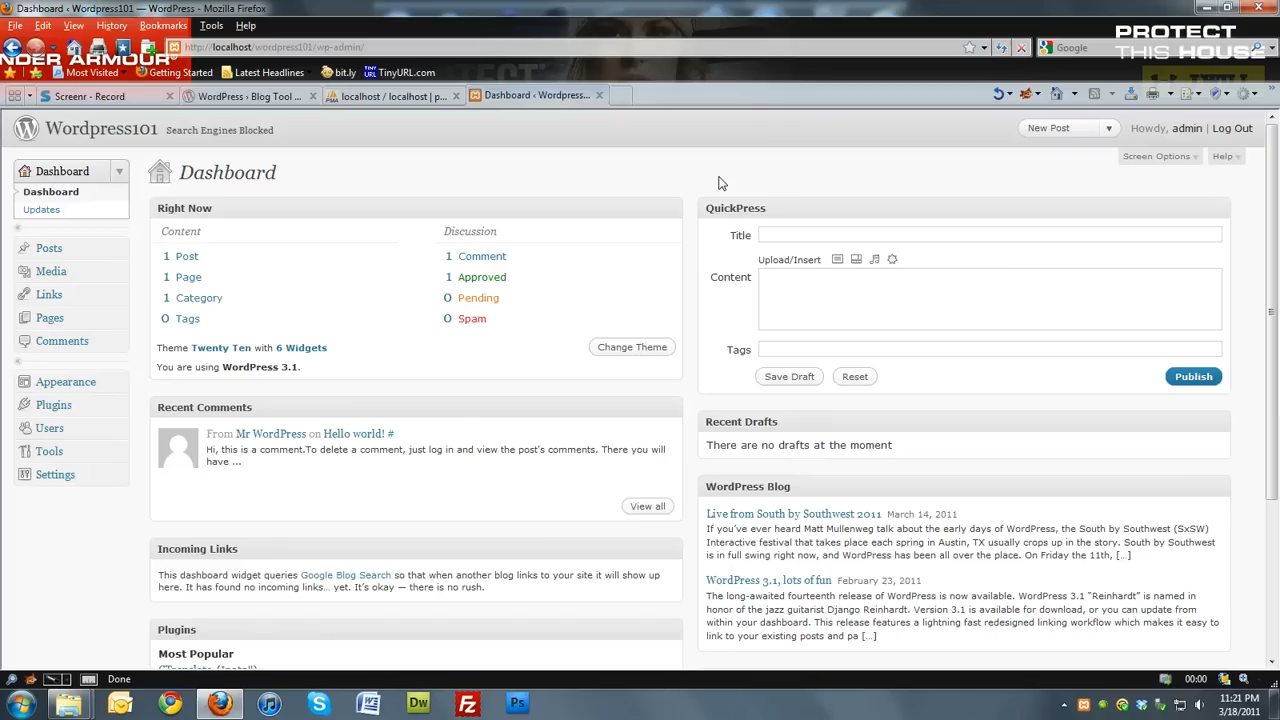 Dashboard ‹ Wordpress101 — WordPress - Mozilla Firefox
File Edit View History Bookmarks Tools Help
PROTECT
THIS HOUSE
http://localhost/wordpress101/wp-admin/
Google
NDER ARMOUR
Most Visited Getting Started Latest Headlines bit.ly TinyURL.com
Screenr - Record WordPress › Blog Tool ... localhost / localhost | p... Dashboard ‹ Wordpress...
Wordpress101 Search Engines Blocked New Post Howdy, admin | Log Out
Screen Options Help
Dashboard
Dashboard
Updates
Posts
Media
Links
Pages
Comments
Appearance
Plugins
Users
Tools
Settings
Dashboard
Right Now
Content Discussion
1 Post 1 Comment
1 Page 1 Approved
1 Category 0 Pending
0 Tags 0 Spam
Theme Twenty Ten with 6 Widgets Change Theme
You are using WordPress 3.1.
Recent Comments
From Mr WordPress on Hello world! #
Hi, this is a comment.To delete a comment, just log in and view the post's comments. There you will
have ...
View all
Incoming Links
This dashboard widget queries Google Blog Search so that when another blog links to your site it will show up
here. It has found no incoming links… yet. It's okay — there is no rush.
Plugins
Most Popular
QuickPress
Title
Upload/Insert
Content
Tags
Save Draft Reset Publish
Recent Drafts
There are no drafts at the moment
WordPress Blog
Live from South by Southwest 2011 March 14, 2011
If you've ever heard Matt Mullenweg talk about the early days of WordPress, the South by Southwest (SxSW)
Interactive festival that takes place each spring in Austin, TX usually crops up in the story. South by Southwest
is in full swing right now, and WordPress has been all over the place. On Friday the 11th, […]
WordPress 3.1, lots of fun February 23, 2011
The long-awaited fourteenth release of WordPress is now available. WordPress 3.1 "Reinhardt" is named in
honor of the jazz guitarist Django Reinhardt. Version 3.1 is available for download, or you can update from
within your dashboard. This release features a lightning fast redesigned linking workflow which makes it easy to
link to your existing posts and pa […]
Done 00:00
Dw Fz Ps
11:21 PM
3/18/2011